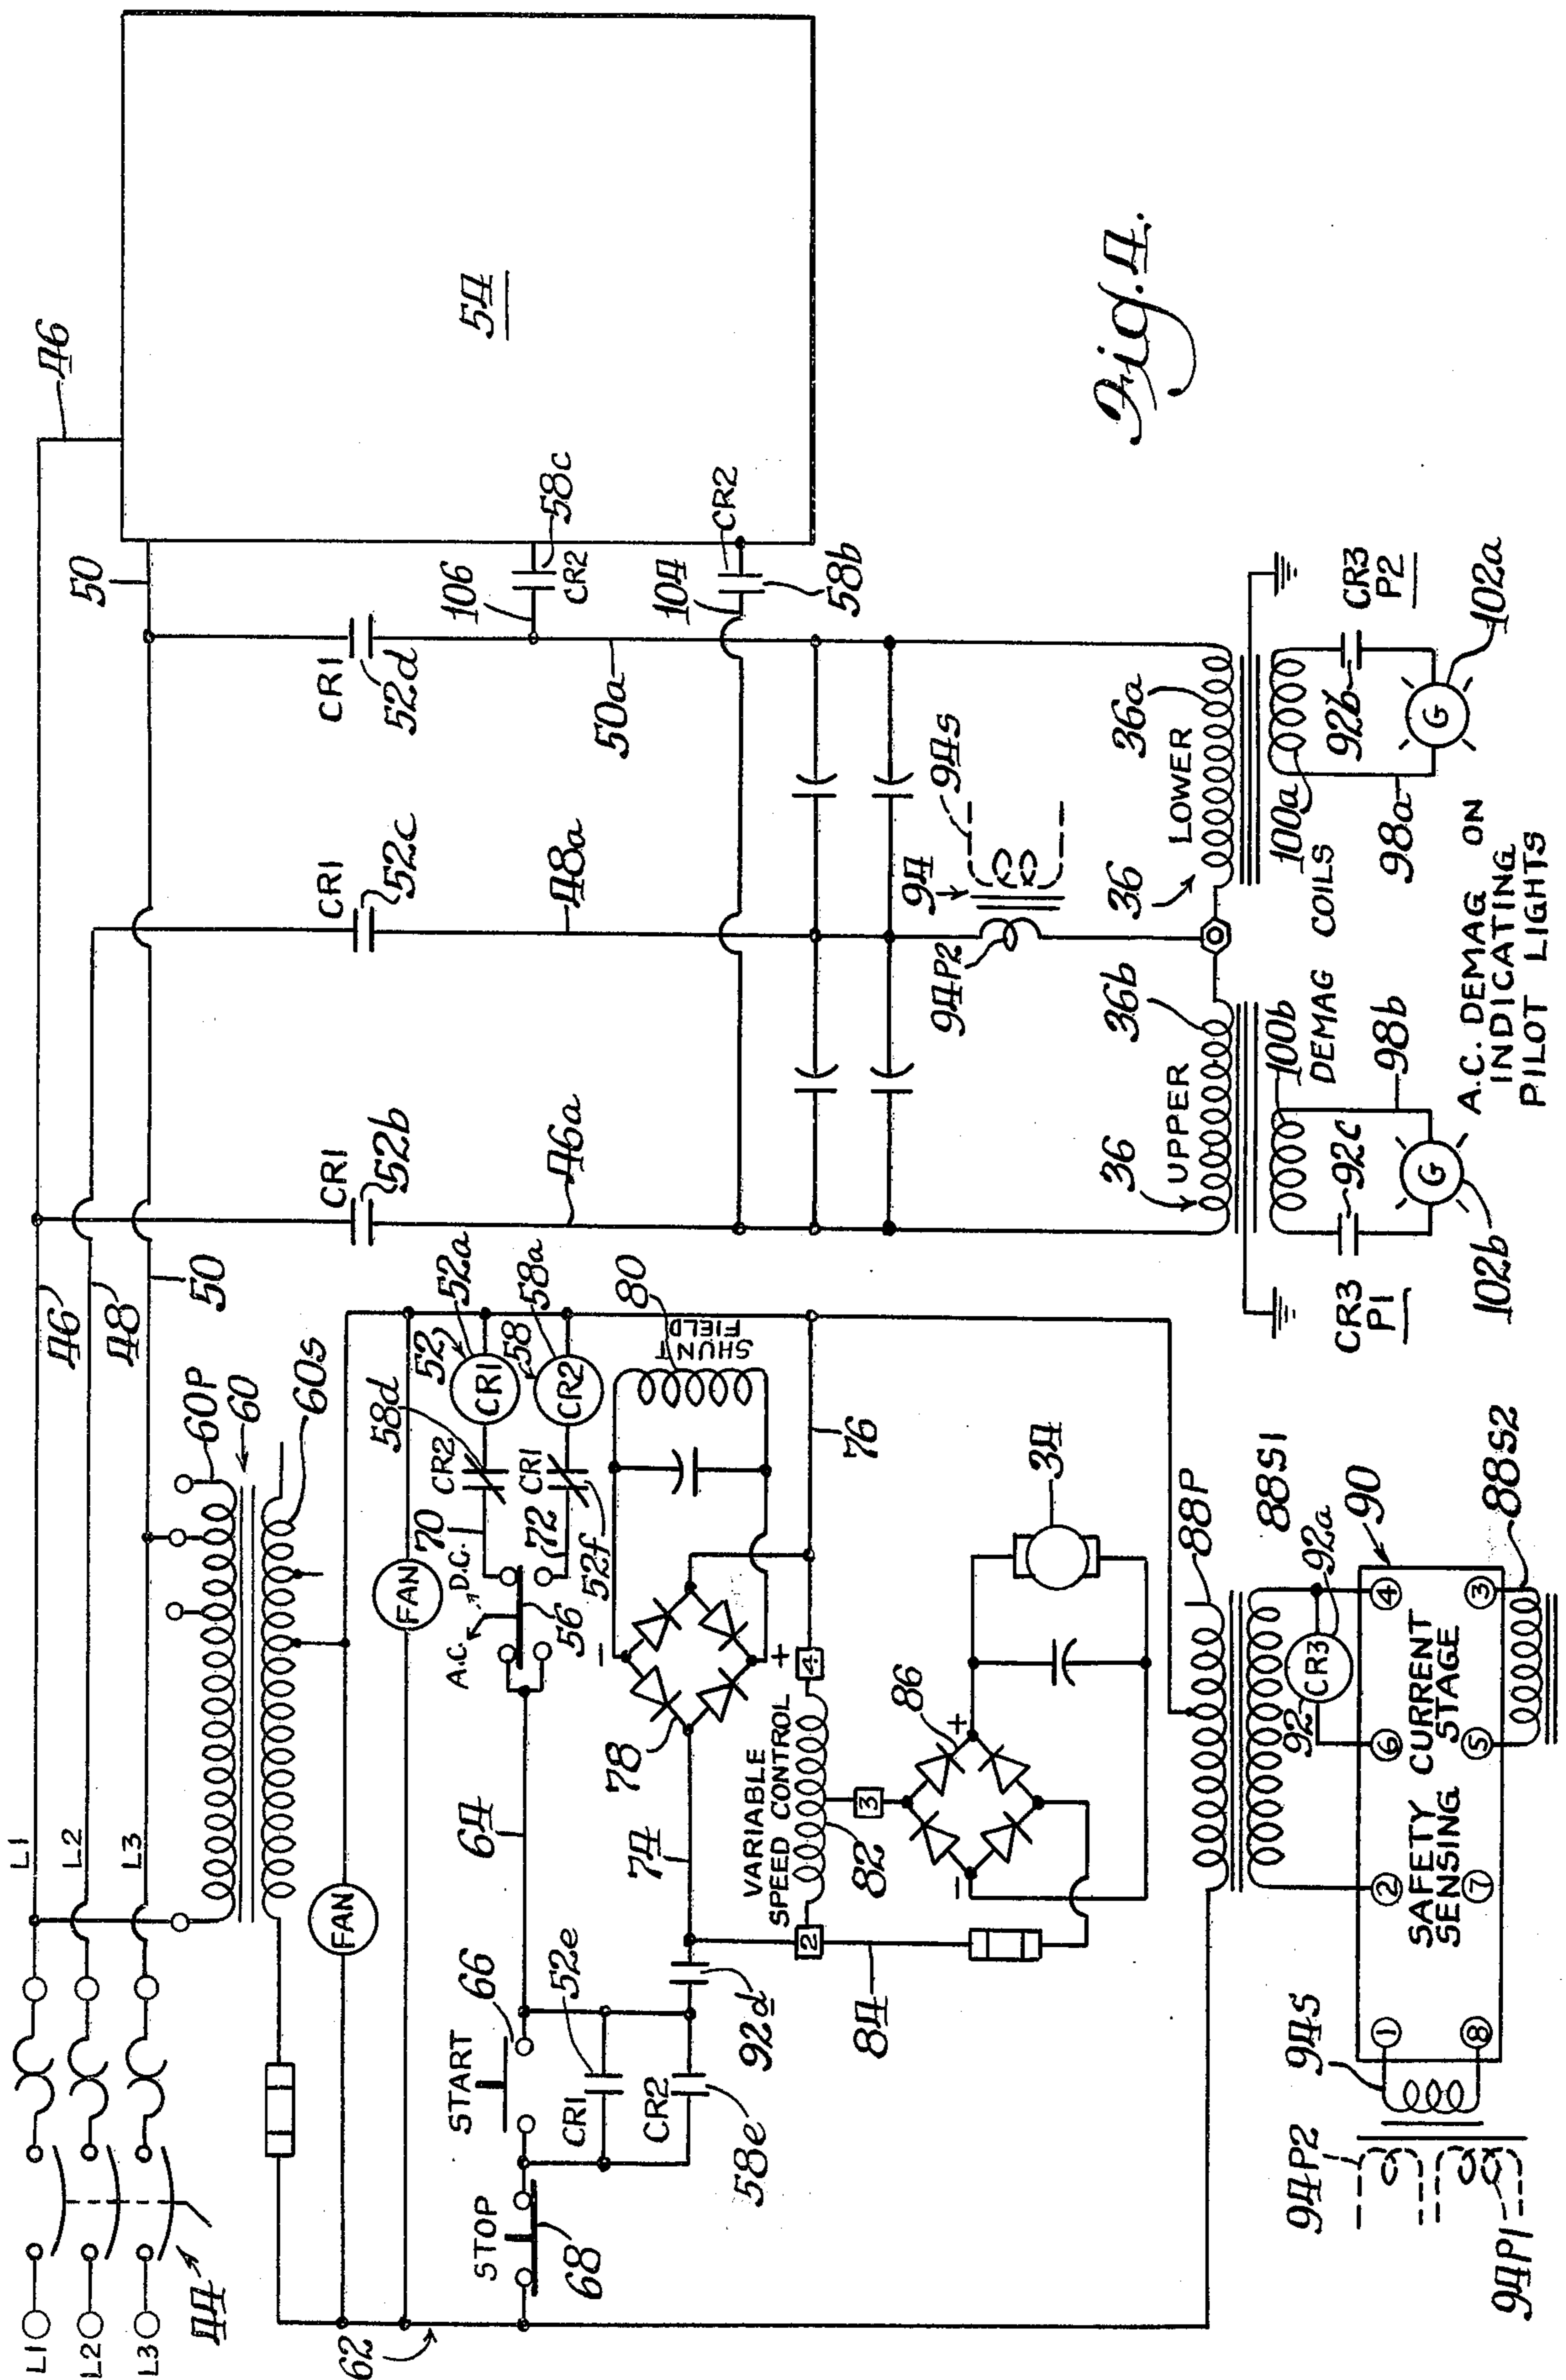 L1
L2
L3
44
L1
L2
L3
46
48
50
60P
60
60s
FAN
FAN
62
STOP
68
START
66
CR1
52e
CR2
58e
92d
64
A.C.
D.C.
56
70
72
CR2
58d
CR1
52f
52
52a
CR1
58
58a
CR2
SHUNT
FIELD
80
78
–
+
74
76
VARIABLE
SPEED CONTROL
2
3
4
82
84
86
+
–
34
88P
88S1
90
92
CR3
92a
SAFETY CURRENT
SENSING STAGE
1
2
3
4
5
6
7
8
88S2
94S
94P2
94P1
46
50
54
CR1
52b
CR1
52c
CR1
52d
46a
48a
50a
106
CR2
58c
104
CR2
58b
94
94s
94P2
36
UPPER
36b
36
LOWER
36a
100b
DEMAG COILS
100a
CR3
P1
92c
98b
G
102b
CR3
P2
92b
98a
G
102a
A.C. DEMAG ON
INDICATING
PILOT LIGHTS
Fig. 4.